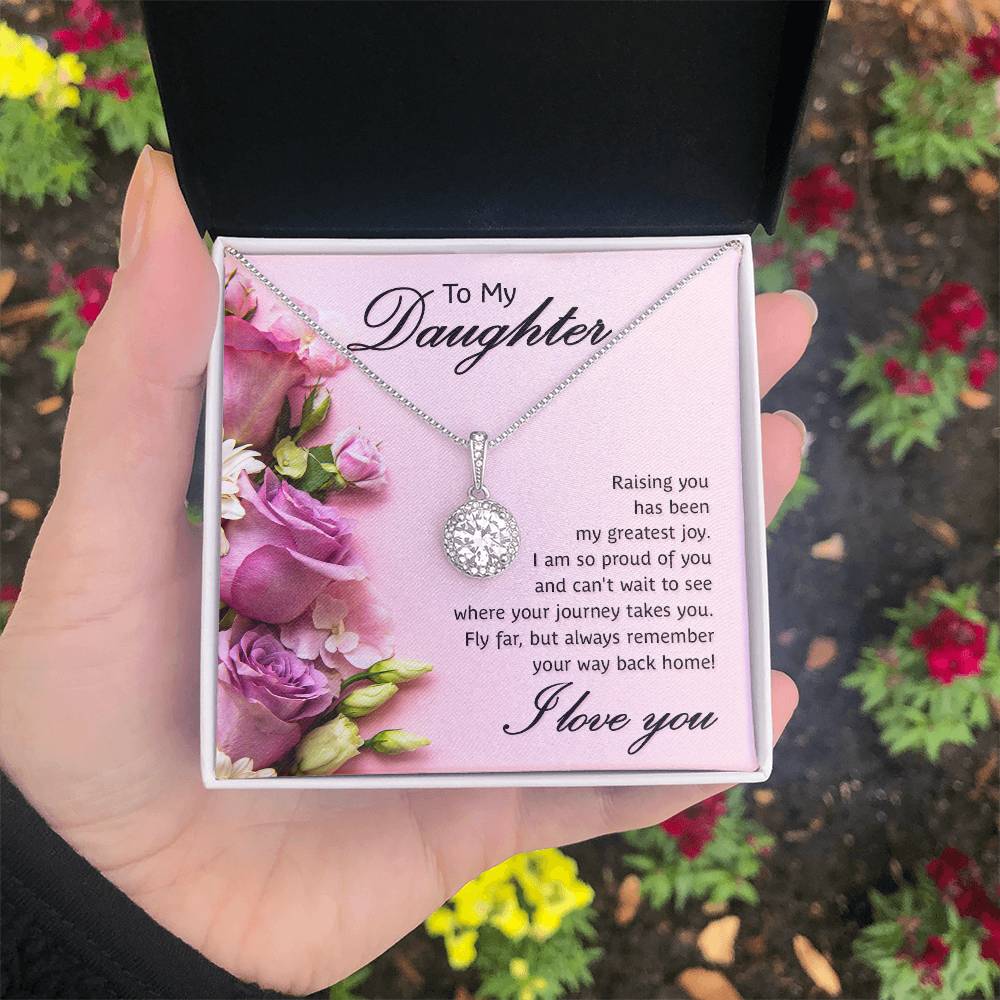 To My
Daughter
Raising you
has been
my greatest joy.
I am so proud of you
and can't wait to see
where your journey takes you.
Fly far, but always remember
your way back home!
I love you